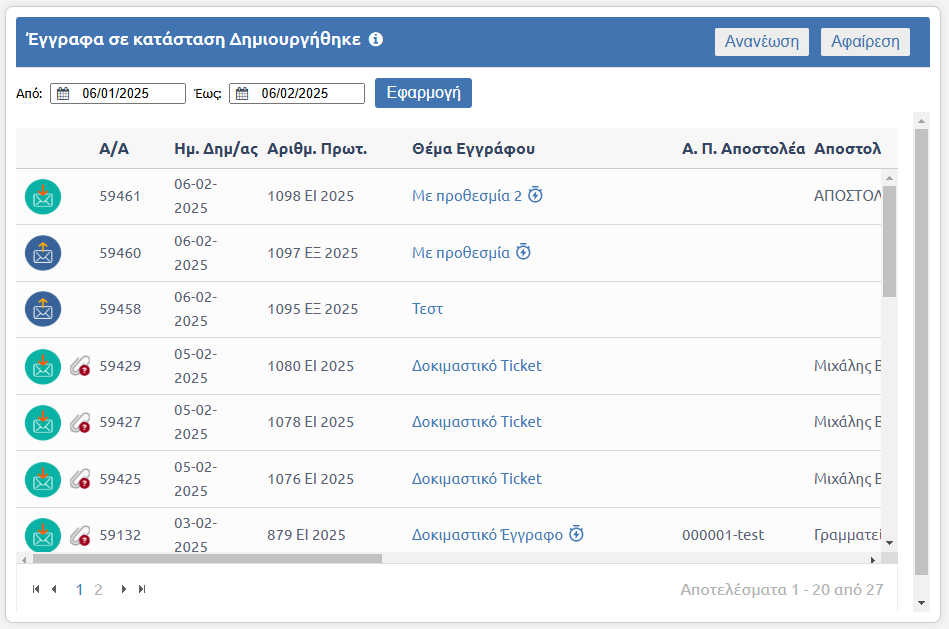 Έγγραφα σε κατάσταση Δημιουργήθηκε
Ανανέωση Αφαίρεση
Από: 06/01/2025 Έως: 06/02/2025 Εφαρμογή
Α/Α Ημ. Δημ/ας Αριθμ. Πρωτ. Θέμα Εγγράφου Α. Π. Αποστολέα Αποστολ
59461 06-02-2025 1098 ΕΙ 2025 Με προθεσμία 2 ΑΠΟΣΤΟΛ
59460 06-02-2025 1097 ΕΞ 2025 Με προθεσμία
59458 06-02-2025 1095 ΕΞ 2025 Τεστ
59429 05-02-2025 1080 ΕΙ 2025 Δοκιμαστικό Ticket Μιχάλης Β
59427 05-02-2025 1078 ΕΙ 2025 Δοκιμαστικό Ticket Μιχάλης Β
59425 05-02-2025 1076 ΕΙ 2025 Δοκιμαστικό Ticket Μιχάλης Β
59132 03-02-2025 879 ΕΙ 2025 Δοκιμαστικό Έγγραφο 000001-test Γραμματεί
1 2 Αποτελέσματα 1 - 20 από 27